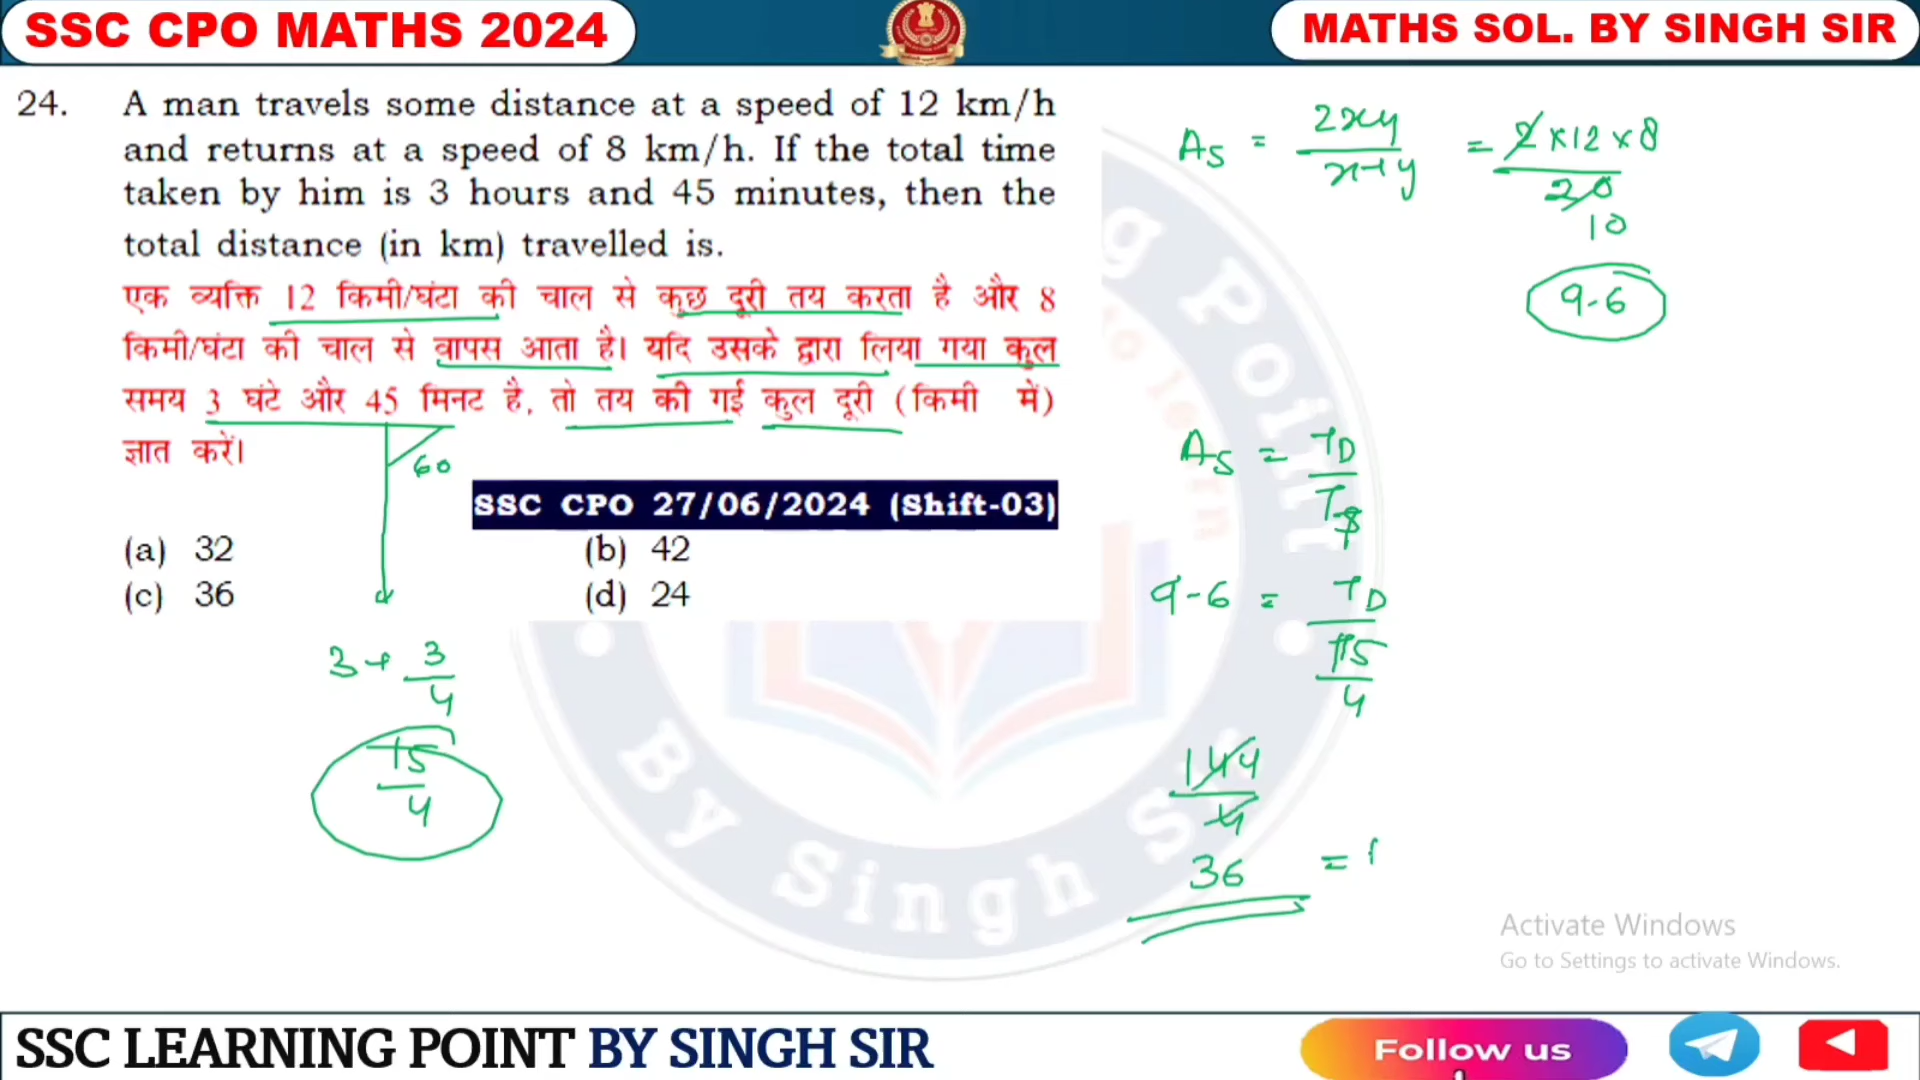 SSC CPO MATHS 2024
MATHS SOL. BY SINGH SIR
24. A man travels some distance at a speed of 12 km/h
and returns at a speed of 8 km/h. If the total time
taken by him is 3 hours and 45 minutes, then the
total distance (in km) travelled is.
एक व्यक्ति 12 किमी/घंटा की चाल से कुछ दूरी तय करता है और 8
किमी/घंटा की चाल से वापस आता है। यदि उसके द्वारा लिया गया कुल
समय 3 घंटे और 45 मिनट है, तो तय की गई कुल दूरी (किमी में)
ज्ञात करें।
60
SSC CPO 27/06/2024 (Shift-03)
(a) 32 (b) 42
(c) 36 (d) 24
3 + 3/4
15/4
As = 2xy/x+y = 2×12×8/20
10
9-6
As = TD/T
9-6 = TD/15/4
144/4
36 =
By Singh
Activate Windows
Go to Settings to activate Windows.
SSC LEARNING POINT BY SINGH SIR
Follow us